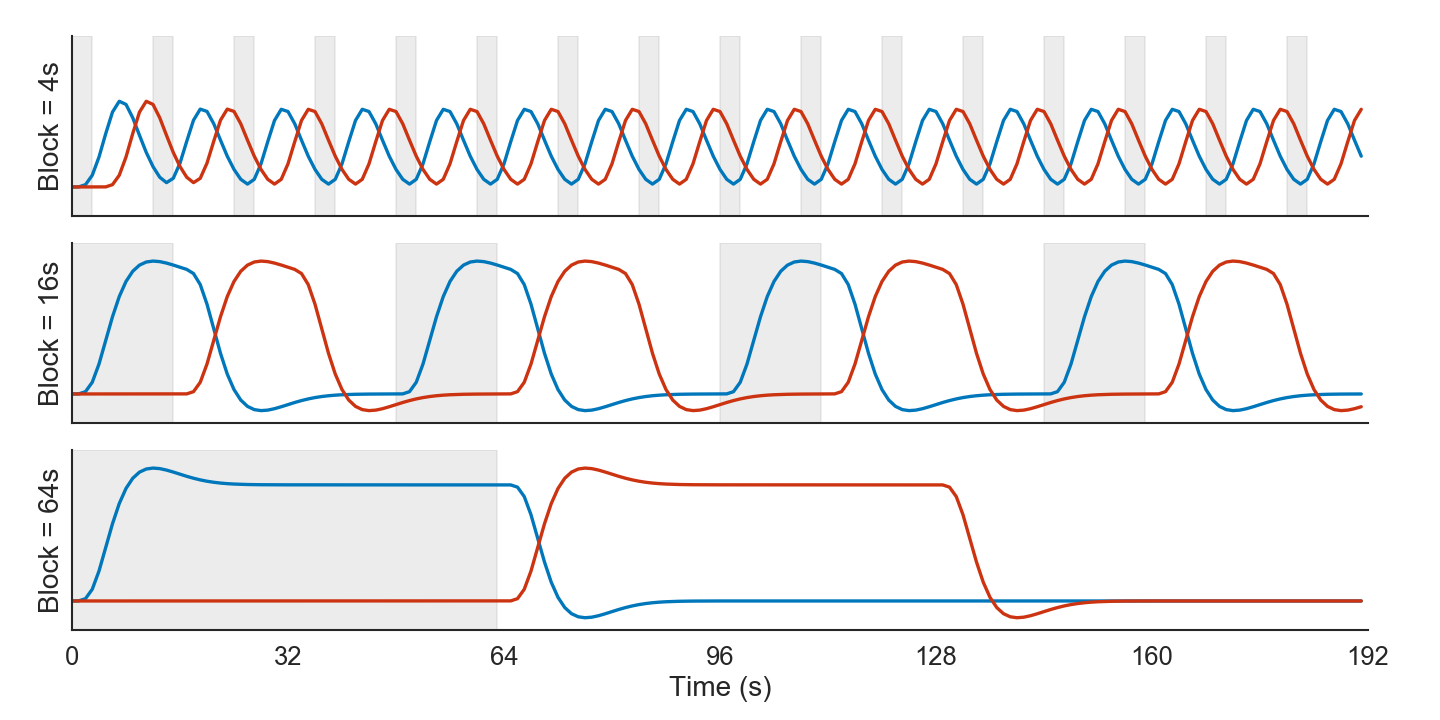 Block = 4s
Block = 16s
Block = 64s
0 32 64 96 128 160 192
Time (s)